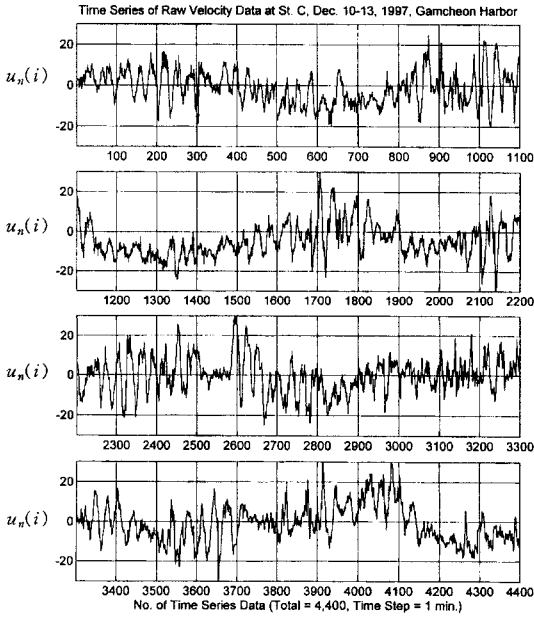 Time Series of Raw Velocity Data at St. C, Dec. 10-13, 1997, Gamcheon Harbor
20
uₙ(i)
0
-20
100 200 300 400 500 600 700 800 900 1000 1100
20
uₙ(i)
0
-20
1200 1300 1400 1500 1600 1700 1800 1900 2000 2100 2200
20
uₙ(i)
0
-20
2300 2400 2500 2600 2700 2800 2900 3000 3100 3200 3300
20
uₙ(i)
0
-20
3400 3500 3600 3700 3800 3900 4000 4100 4200 4300 4400
No. of Time Series Data (Total = 4,400, Time Step = 1 min.)